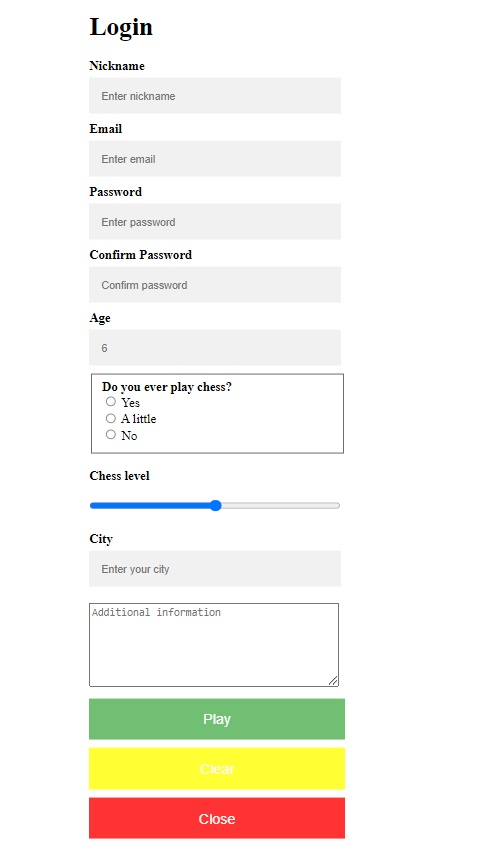 Login
Nickname
Enter nickname
Email
Enter email
Password
Enter password
Confirm Password
Confirm password
Age
6
Do you ever play chess?
Yes
A little
No
Chess level
City
Enter your city
Additional information
Play
Clear
Close